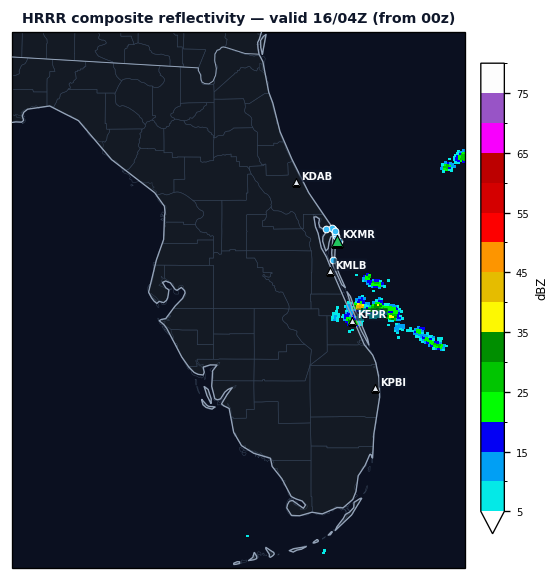 HRRR composite reflectivity — valid 16/04Z (from 00z)
KDAB
KXMR
KMLB
KFPR
KPBI
75
65
55
45
35
25
15
5
dBZ